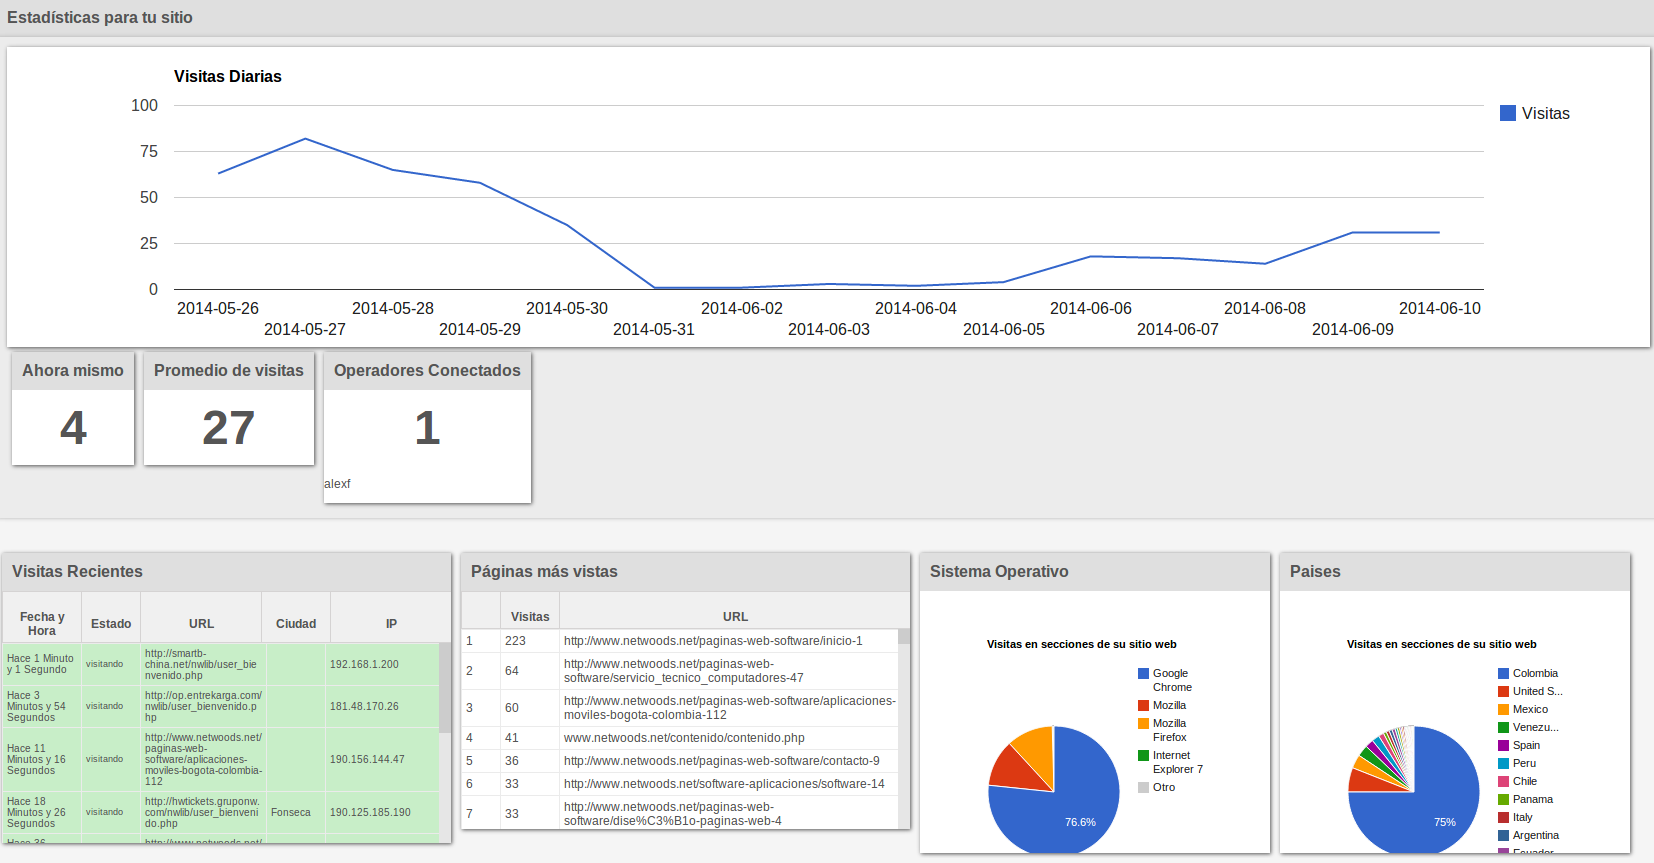 Estadísticas para tu sitio
Visitas Diarias
100
75
50
25
0
Visitas
2014-05-26
2014-05-27
2014-05-28
2014-05-29
2014-05-30
2014-05-31
2014-06-02
2014-06-03
2014-06-04
2014-06-05
2014-06-06
2014-06-07
2014-06-08
2014-06-09
2014-06-10
Ahora mismo
4
Promedio de visitas
27
Operadores Conectados
1
alexf
Visitas Recientes
Fecha y
Hora
Estado
URL
Ciudad
IP
Hace 1 Minuto
y 1 Segundo
visitando
http://smartb-
china.net/nwlib/user_bie
nvenido.php
192.168.1.200
Hace 3
Minutos y 54
Segundos
visitando
http://op.entrekarga.com/
nwlib/user_bienvenido.p
hp
181.48.170.26
Hace 11
Minutos y 16
Segundos
visitando
http://www.netwoods.net/
paginas-web-
software/aplicaciones-
moviles-bogota-colombia-
112
190.156.144.47
Hace 18
Minutos y 26
Segundos
visitando
http://hwtickets.gruponw.
com/nwlib/user_bienveni
do.php
Fonseca
190.125.185.190
Hace 36
http://www.netwoods.net/
Páginas más vistas
Visitas
URL
1
223
http://www.netwoods.net/paginas-web-software/inicio-1
2
64
http://www.netwoods.net/paginas-web-
software/servicio_tecnico_computadores-47
3
60
http://www.netwoods.net/paginas-web-software/aplicaciones-
moviles-bogota-colombia-112
4
41
www.netwoods.net/contenido/contenido.php
5
36
http://www.netwoods.net/paginas-web-software/contacto-9
6
33
http://www.netwoods.net/software-aplicaciones/software-14
7
33
http://www.netwoods.net/paginas-web-
software/dise%C3%B1o-paginas-web-4
Sistema Operativo
Visitas en secciones de su sitio web
Google
Chrome
Mozilla
Mozilla
Firefox
Internet
Explorer 7
Otro
76.6%
Paises
Visitas en secciones de su sitio web
Colombia
United S...
Mexico
Venezu...
Spain
Peru
Chile
Panama
Italy
Argentina
Ecuador
75%